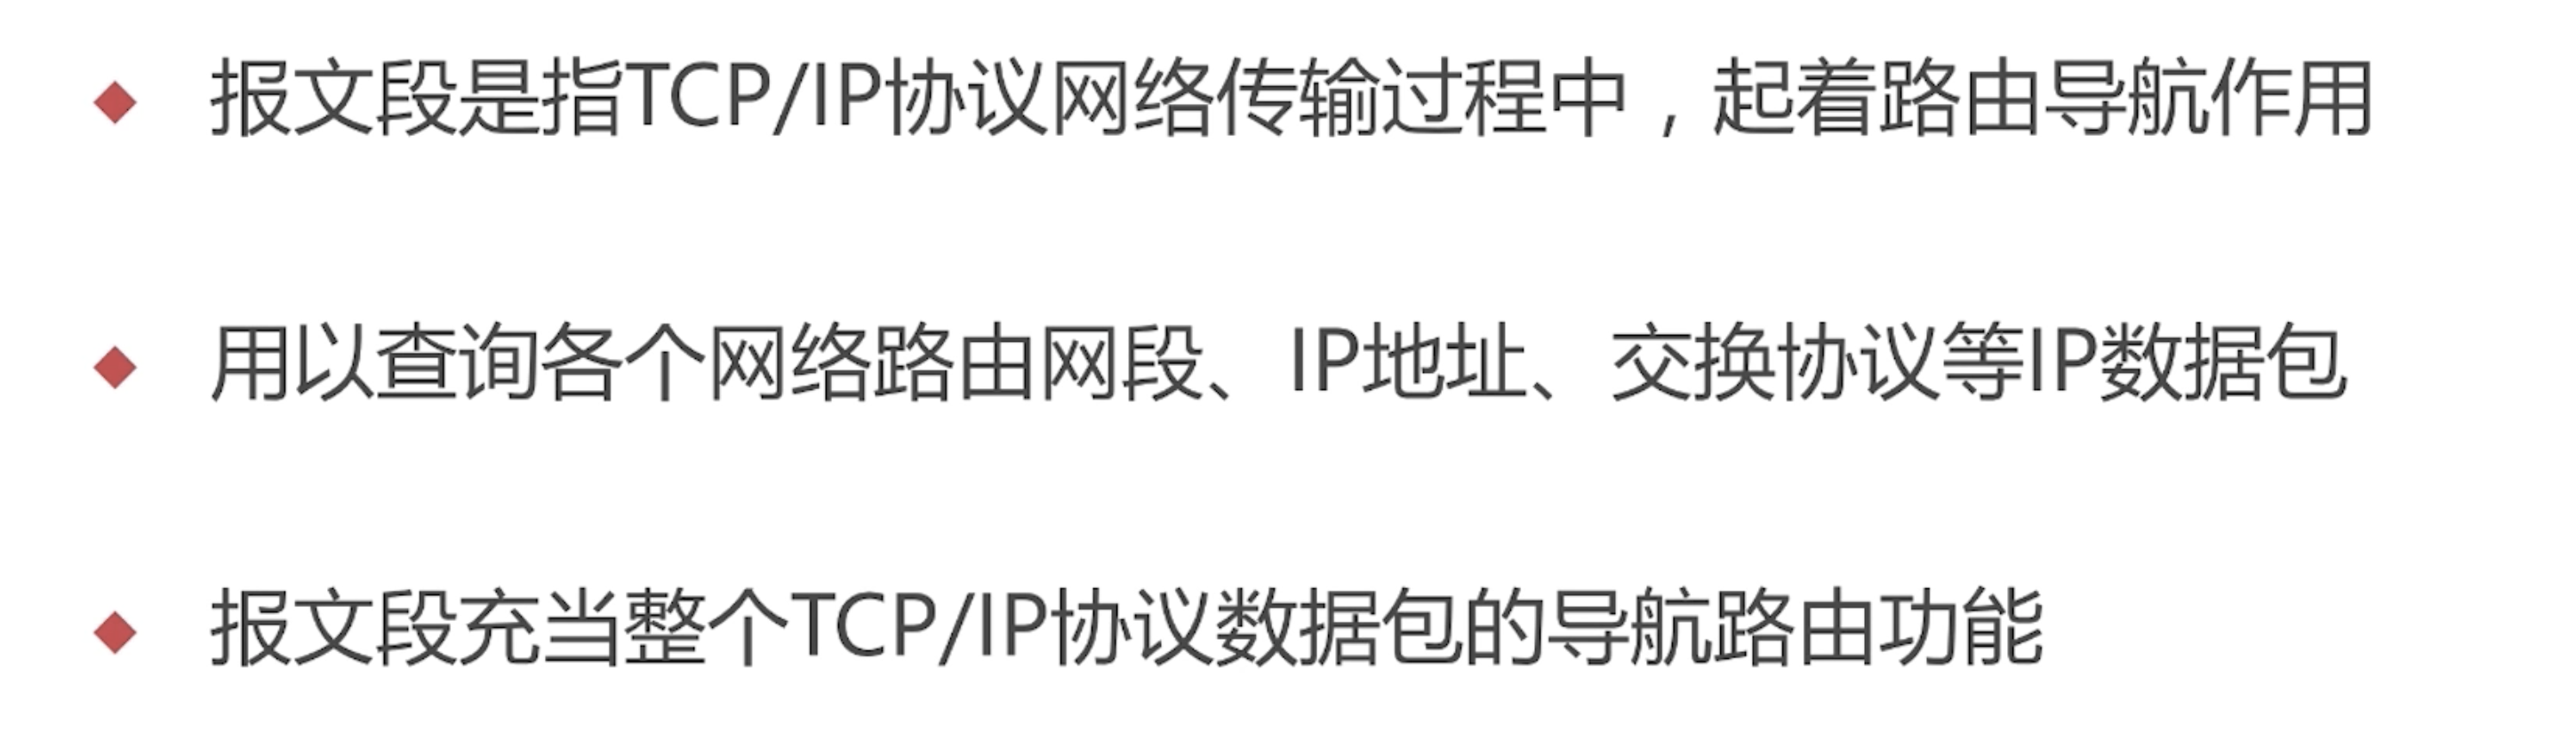 报文段是指TCP/IP协议网络传输过程中，起着路由导航作用
用以查询各个网络路由网段、IP地址、交换协议等IP数据包
报文段充当整个TCP/IP协议数据包的导航路由功能